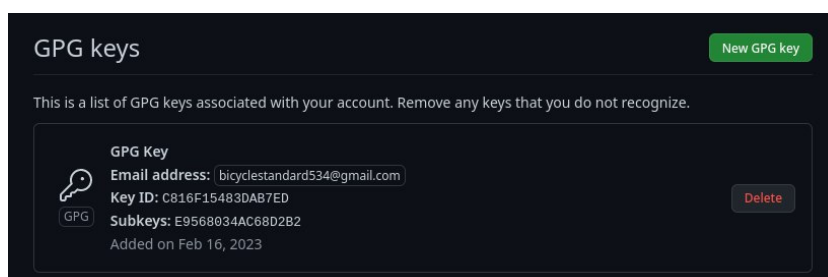 GPG keys
New GPG key
This is a list of GPG keys associated with your account. Remove any keys that you do not recognize.
GPG Key
Email address: bicyclestandard534@gmail.com
Key ID: C816F15483DAB7ED
GPG
Subkeys: E9568034AC68D2B2
Added on Feb 16, 2023
Delete